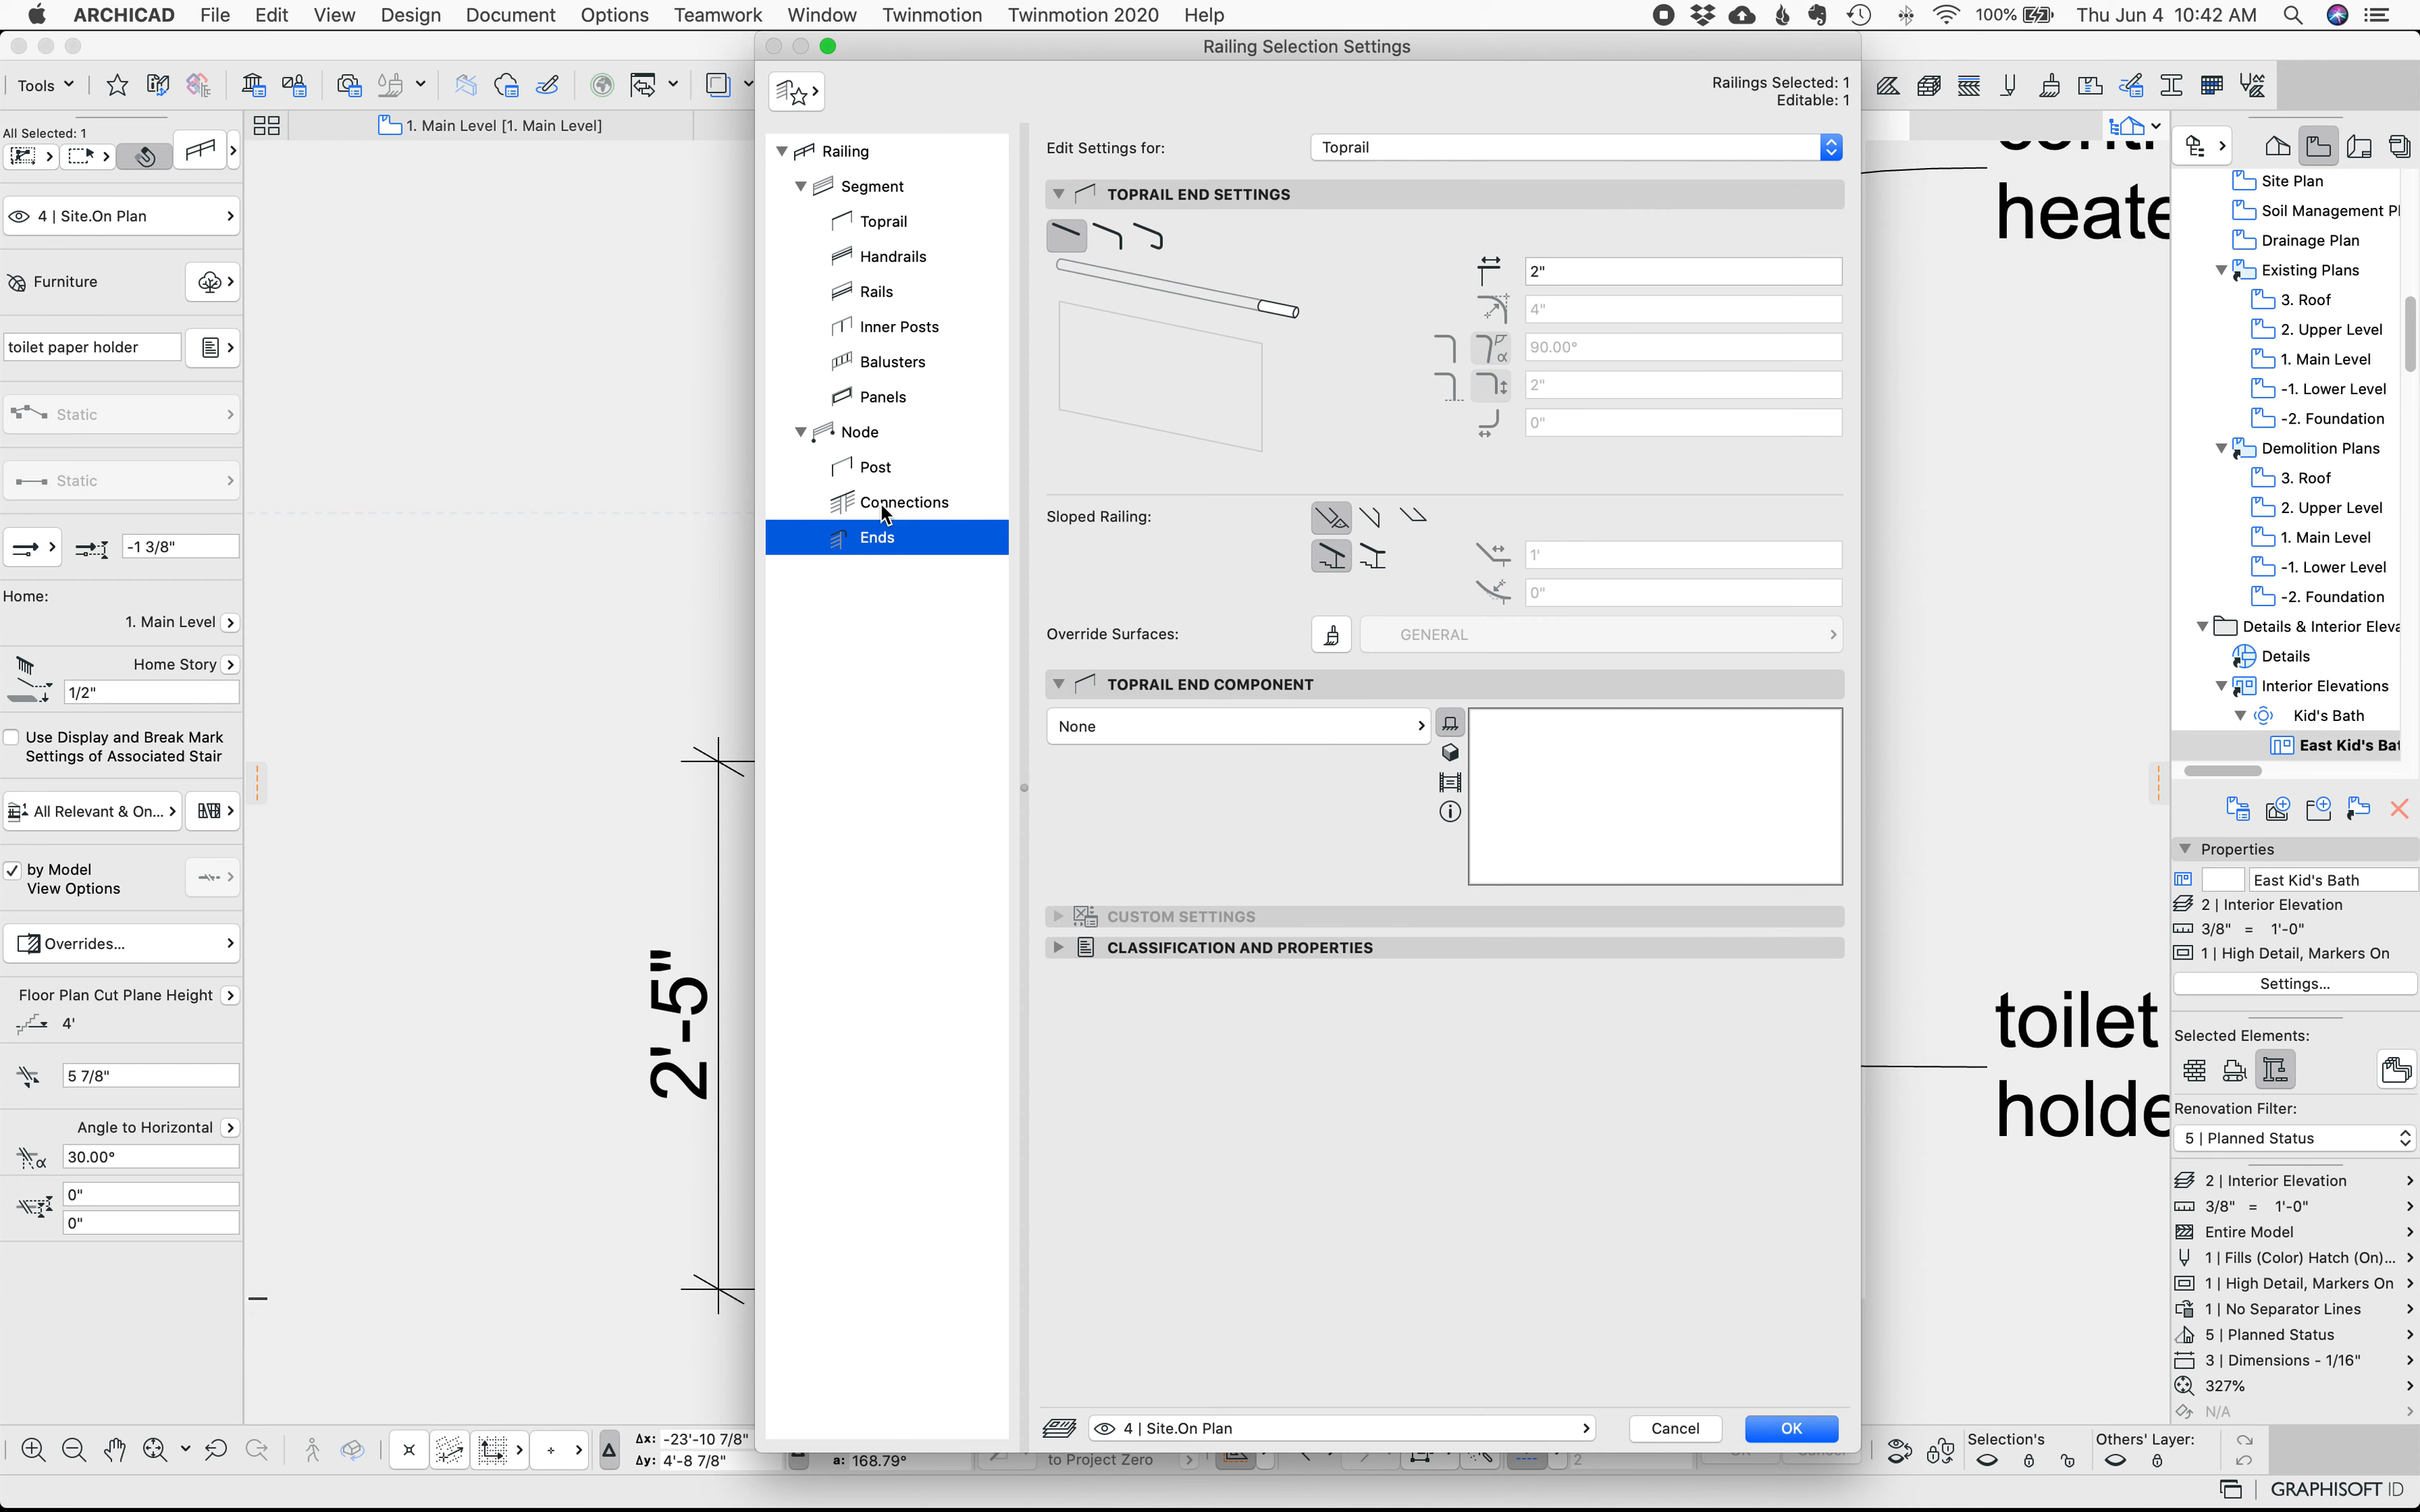 ARCHICAD File Edit View Design Document Options Teamwork Window Twinmotion Twinmotion 2020 Help 100% Thu Jun 4 10:42 AM
Railing Selection Settings
Tools
Railings Selected: 1
Editable: 1
All Selected: 1
1. Main Level [1. Main Level]
4 | Site.On Plan
Furniture
toilet paper holder
Static
Static
-1 3/8"
Home:
1. Main Level
Home Story
1/2"
Use Display and Break Mark
Settings of Associated Stair
All Relevant & On...
by Model
View Options
Overrides...
Floor Plan Cut Plane Height
4'
5 7/8"
Angle to Horizontal
30.00°
α
0"
0"
2'-5"
Railing
Segment
Toprail
Handrails
Rails
Inner Posts
Balusters
Panels
Node
Post
Connections
Ends
Edit Settings for:
Toprail
TOPRAIL END SETTINGS
2"
4"
α
90.00°
2"
0"
Sloped Railing:
1'
0"
Override Surfaces:
GENERAL
TOPRAIL END COMPONENT
None
CUSTOM SETTINGS
CLASSIFICATION AND PROPERTIES
4 | Site.On Plan
Cancel
OK
heate
toilet
holde
Site Plan
Soil Management Pl
Drainage Plan
Existing Plans
3. Roof
2. Upper Level
1. Main Level
-1. Lower Level
-2. Foundation
Demolition Plans
3. Roof
2. Upper Level
1. Main Level
-1. Lower Level
-2. Foundation
Details & Interior Eleva
Details
Interior Elevations
Kid's Bath
East Kid's Bat
Properties
East Kid's Bath
2 | Interior Elevation
3/8" = 1'-0"
1 | High Detail, Markers On
Settings...
Selected Elements:
Renovation Filter:
5 | Planned Status
2 | Interior Elevation
3/8" = 1'-0"
Entire Model
1 | Fills (Color) Hatch (On)...
1 | High Detail, Markers On
1 | No Separator Lines
5 | Planned Status
3 | Dimensions - 1/16"
327%
N/A
Δx: -23'-10 7/8"
Δy: 4'-8 7/8"
a: 168.79°
to Project Zero
2
Selection's
Others' Layer:
GRAPHISOFT ID